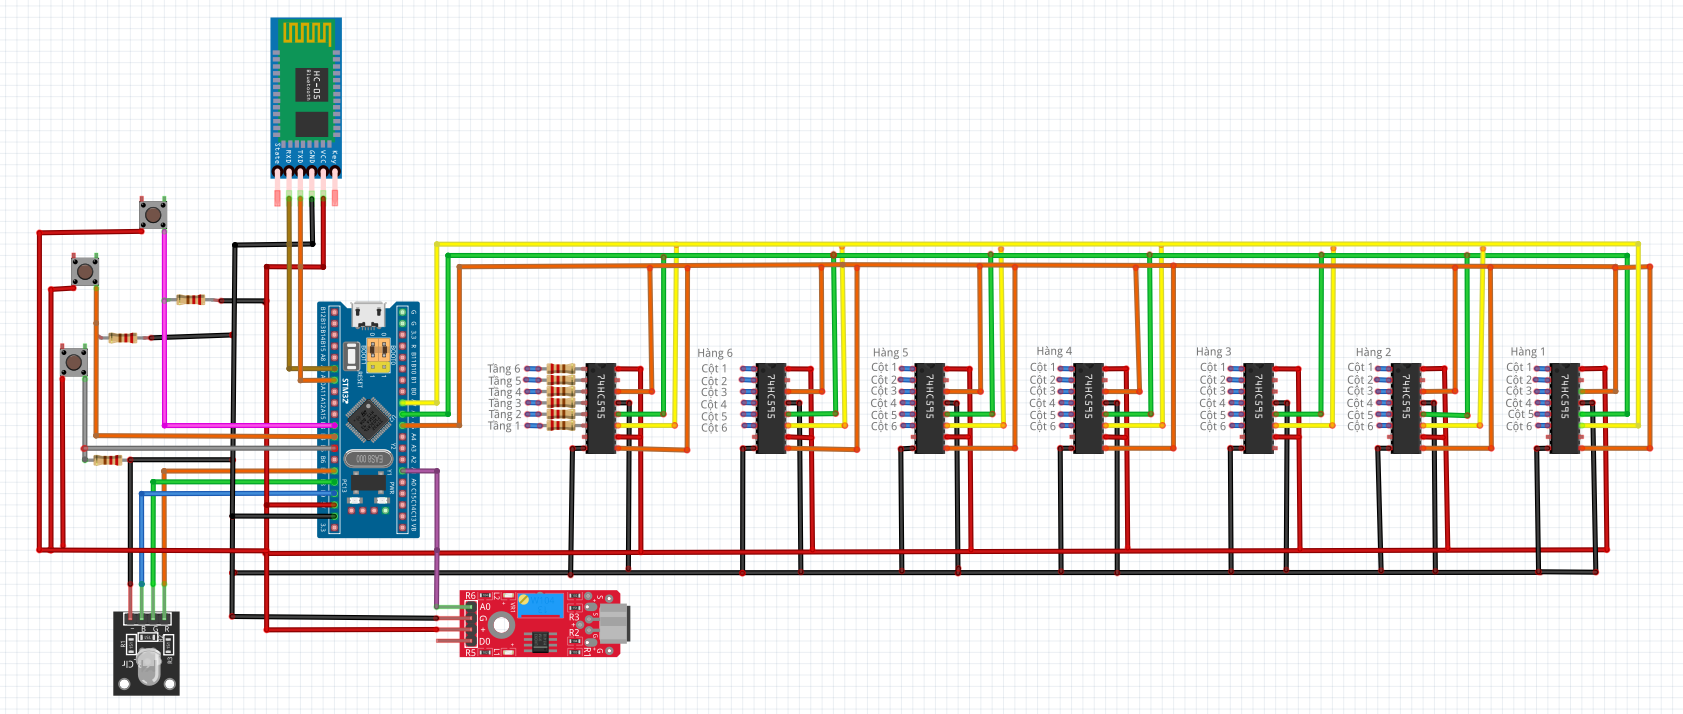 HC-05
Bluetooth
State
RXD
TXD
GND
VCC
Key
Hàng 6
Hàng 5
Hàng 4
Hàng 3
Hàng 2
Hàng 1
Tầng 6
Tầng 5
Tầng 4
Tầng 3
Tầng 2
Tầng 1
74HC595
Cột 1
Cột 2
Cột 3
Cột 4
Cột 5
Cột 6
74HC595
Cột 1
Cột 2
Cột 3
Cột 4
Cột 5
Cột 6
74HC595
Cột 1
Cột 2
Cột 3
Cột 4
Cột 5
Cột 6
74HC595
Cột 1
Cột 2
Cột 3
Cột 4
Cột 5
Cột 6
74HC595
Cột 1
Cột 2
Cột 3
Cột 4
Cột 5
Cột 6
74HC595
Cột 1
Cột 2
Cột 3
Cột 4
Cột 5
Cột 6
74HC595
STM32
RESET
PC13
PWR
R6
A0
G
+
D0
R5
R3
R2
R1